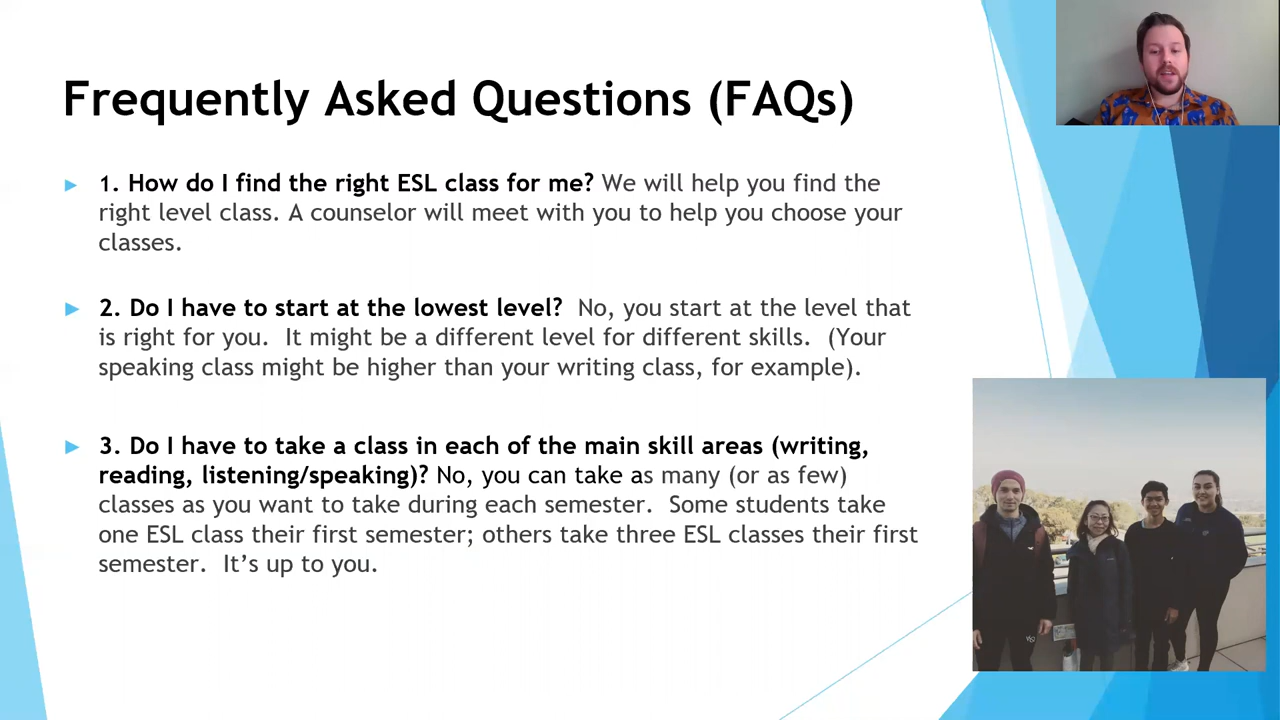 Frequently Asked Questions (FAQs)
1. How do I find the right ESL class for me? We will help you find the
right level class. A counselor will meet with you to help you choose your
classes.
2. Do I have to start at the lowest level?  No, you start at the level that
is right for you.  It might be a different level for different skills.  (Your
speaking class might be higher than your writing class, for example).
3. Do I have to take a class in each of the main skill areas (writing,
reading, listening/speaking)? No, you can take as many (or as few)
classes as you want to take during each semester.  Some students take
one ESL class their first semester; others take three ESL classes their first
semester.  It’s up to you.